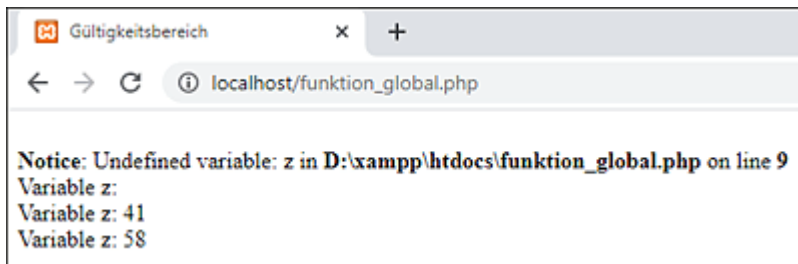 Gültigkeitsbereich
localhost/funktion_global.php
Notice: Undefined variable: z in D:\xampp\htdocs\funktion_global.php on line 9
Variable z:
Variable z: 41
Variable z: 58